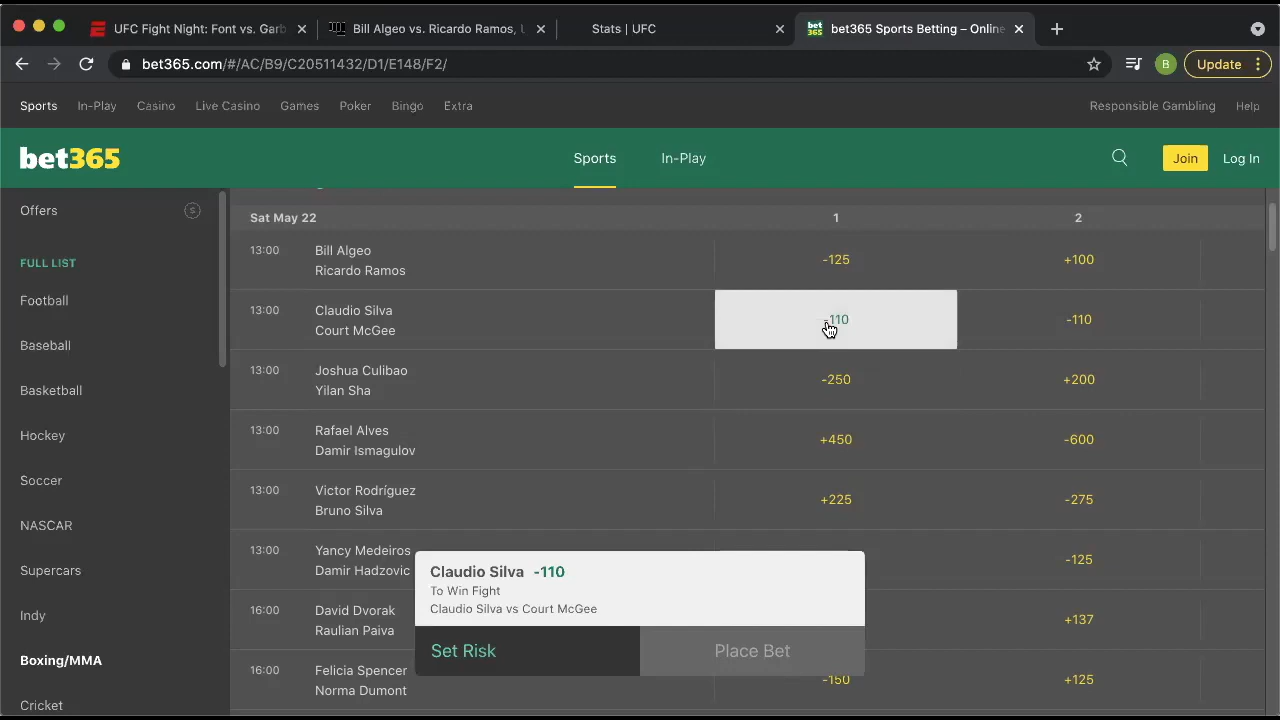 UFC Fight Night: Font vs. Garb
Bill Algeo vs. Ricardo Ramos, U
Stats | UFC
bet365 Sports Betting – Online
bet365.com/#/AC/B9/C20511432/D1/E148/F2/
B
Update
Sports In-Play Casino Live Casino Games Poker Bingo Extra
Responsible Gambling Help
bet365
Sports In-Play
Join Log In
Offers
FULL LIST
Football
Baseball
Basketball
Hockey
Soccer
NASCAR
Supercars
Indy
Boxing/MMA
Cricket
Sat May 22 1 2
13:00 Bill Algeo -125 +100
Ricardo Ramos
13:00 Claudio Silva -110 -110
Court McGee
13:00 Joshua Culibao -250 +200
Yilan Sha
13:00 Rafael Alves +450 -600
Damir Ismagulov
13:00 Victor Rodríguez +225 -275
Bruno Silva
13:00 Yancy Medeiros -125
Damir Hadzovic
16:00 David Dvorak +137
Raulian Paiva
16:00 Felicia Spencer -150 +125
Norma Dumont
Claudio Silva -110
To Win Fight
Claudio Silva vs Court McGee
Set Risk Place Bet